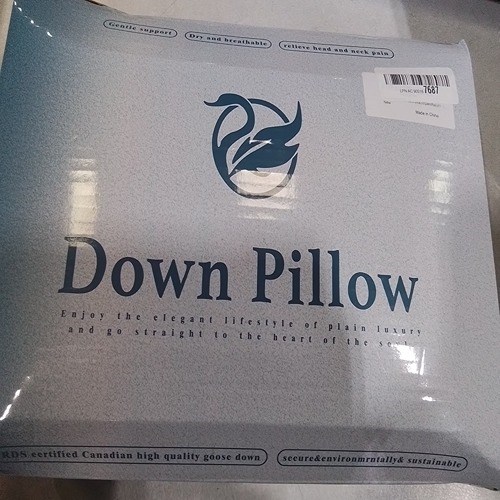 Gentle support
Dry and breathable
relieve head and neck pain
7687
New
Made in China
Down Pillow
Enjoy the elegant lifestyle of plain luxury
and go straight to the heart of the
RDS certified Canadian high quality goose down
secure&environmrntally& sustainable